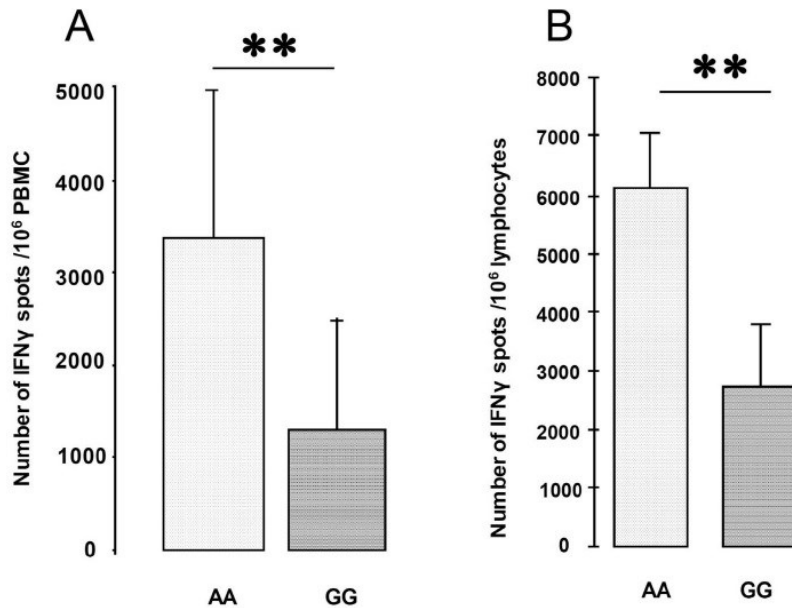 A
**
Number of IFNγ spots /10⁶ PBMC
5000
4000
3000
2000
1000
0
AA GG
B
**
Number of IFNγ spots /10⁶ lymphocytes
8000
7000
6000
5000
4000
3000
2000
1000
0
AA GG